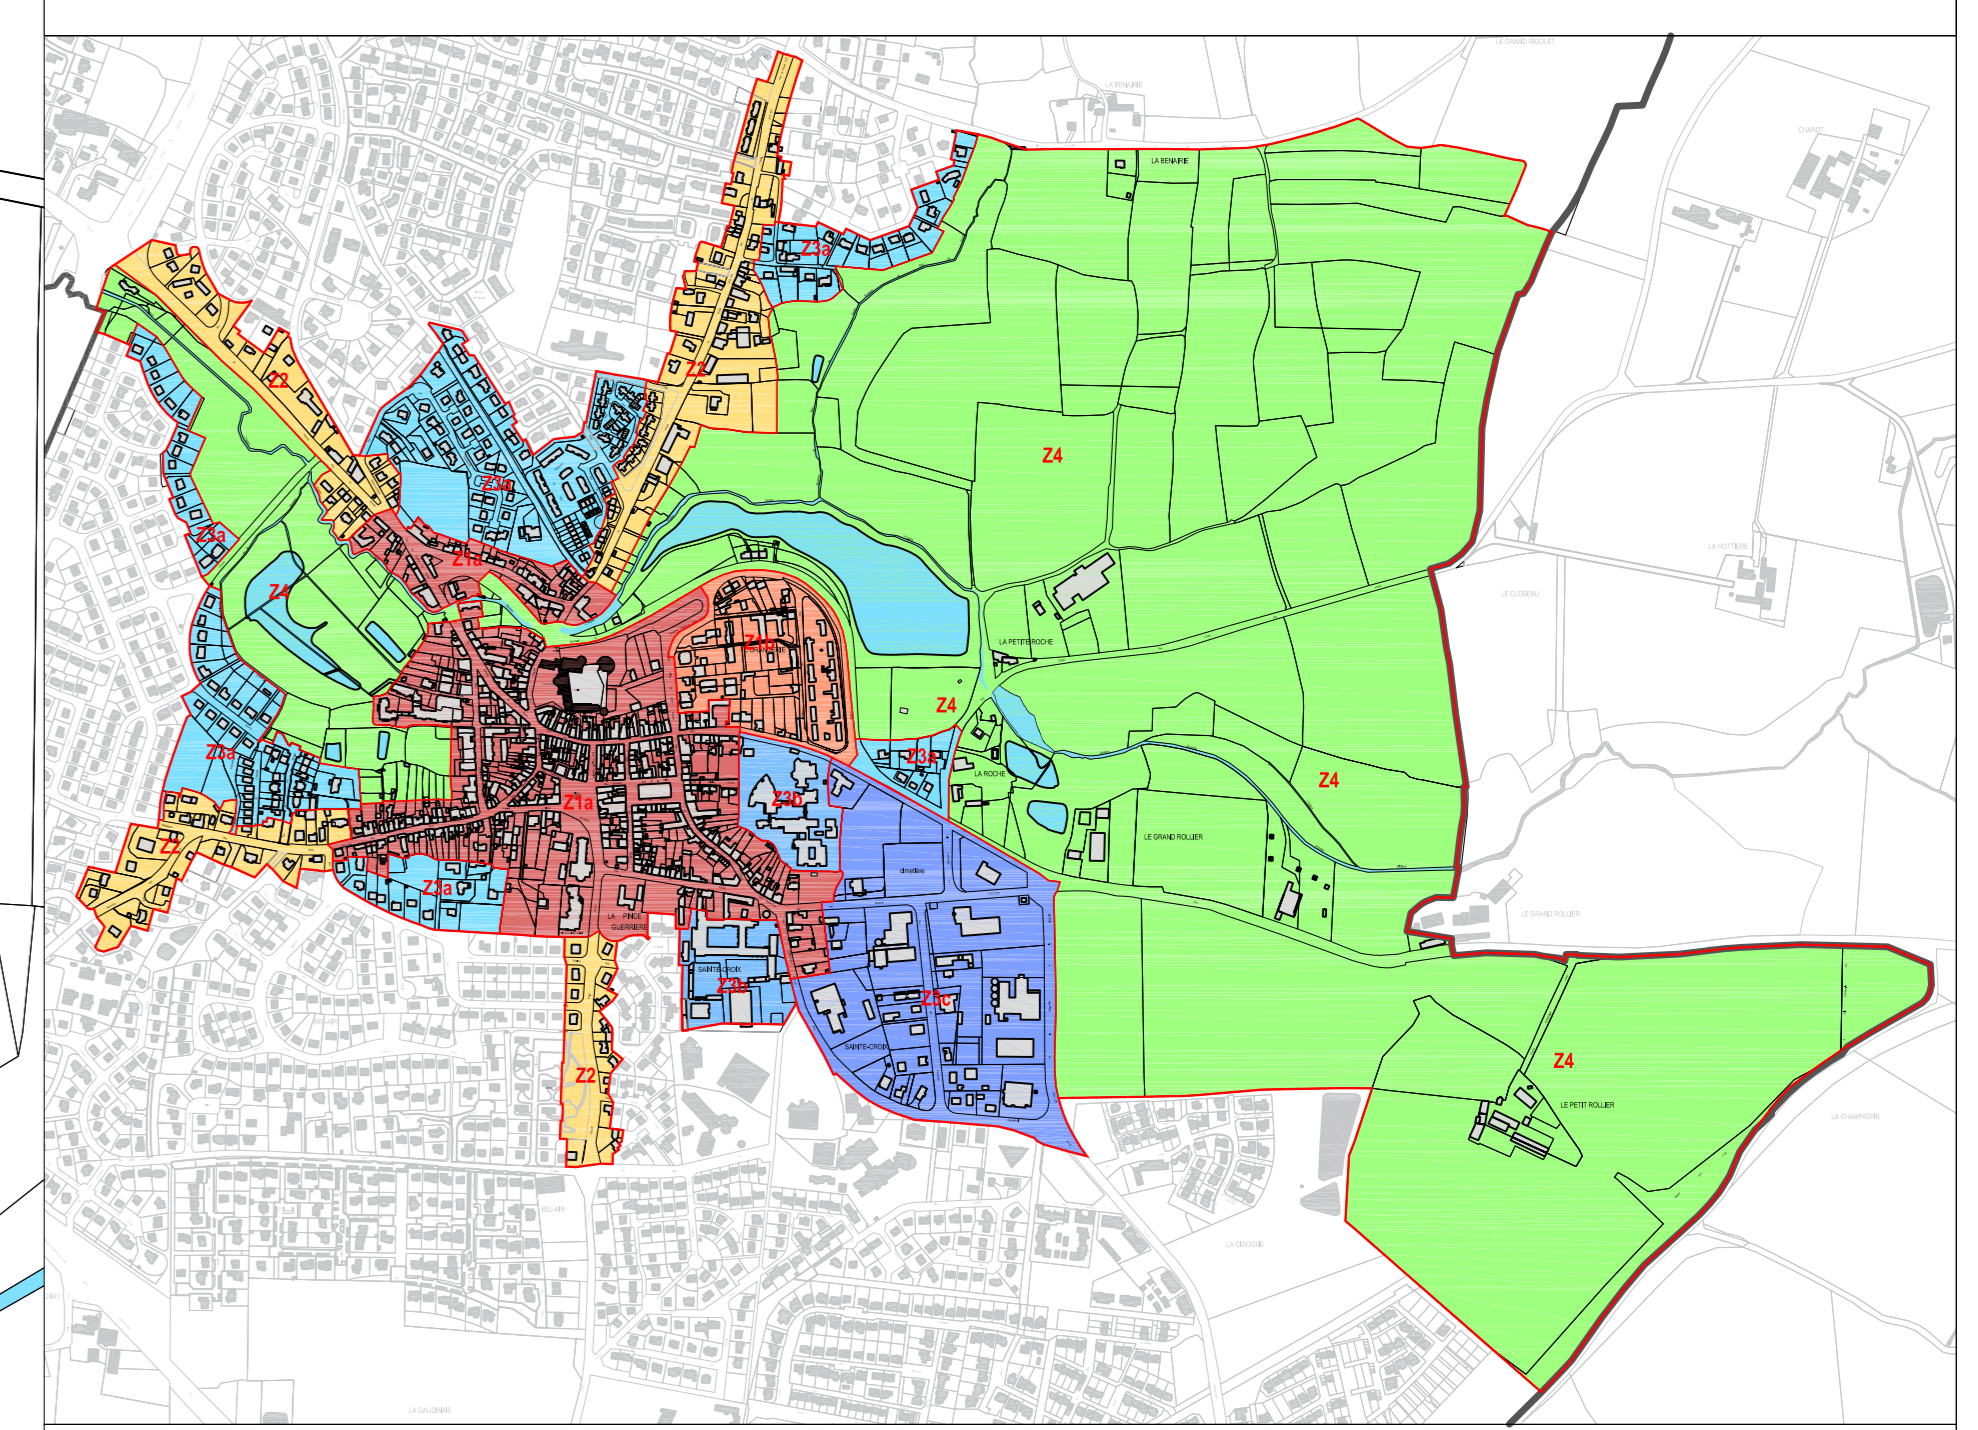 LE GRAND RIGOLET
LA BENAIRIE
CHAROT
LA BENAIRIE
Z3a
Z2
Z2
Z4
Z3a
Z3a
LA HOTTIERE
Z1a
Z4
LE CLOSEAU
Z1b
LA PETITE ROCHE
Z4
Z3a
Z3a
LA ROCHE
Z4
Z3b
Z1a
LE GRAND ROLLIER
Z2
cimetière
Z3a
LA PINCE
GUERRIERE
LE GRAND ROLLIER
SAINTE-CROIX
Z3b
Z3c
BEL-AIR
SAINTE-CROIX
Z4
Z2
LE PETIT ROLLIER
LA CHAMPAGNE
BEL-AIR
LA CIGOGNE
LA GAUDINAIS